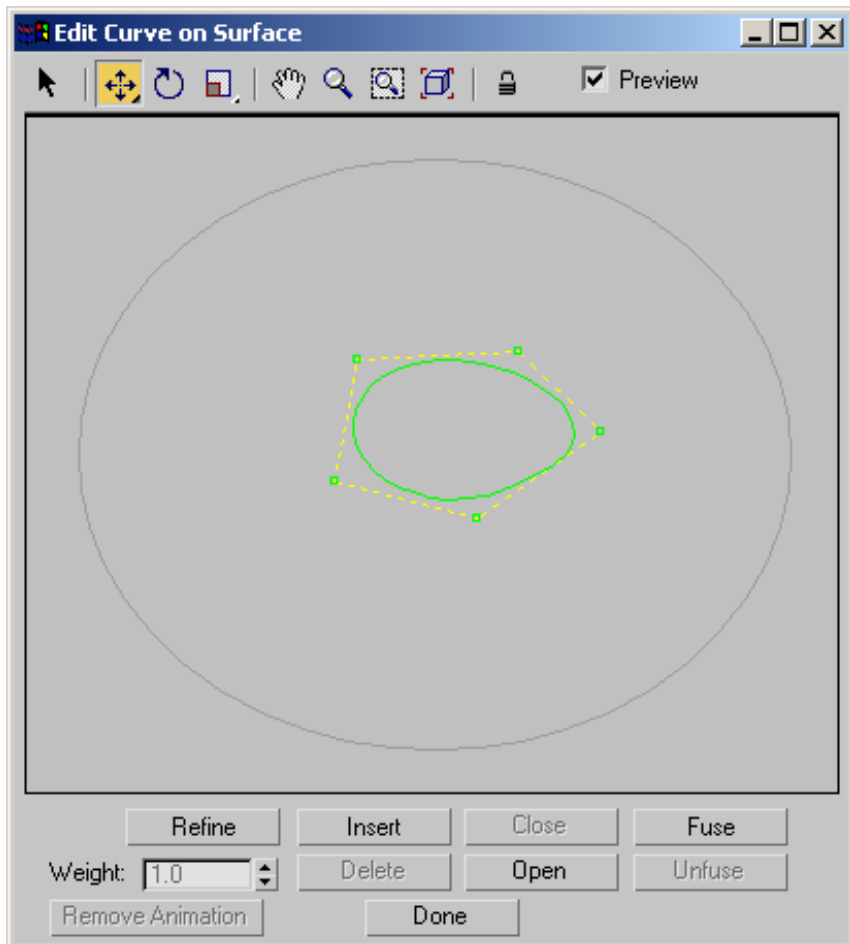 Edit Curve on Surface
Preview
Refine Insert Close Fuse
Weight: 1.0 Delete Open Unfuse
Remove Animation Done